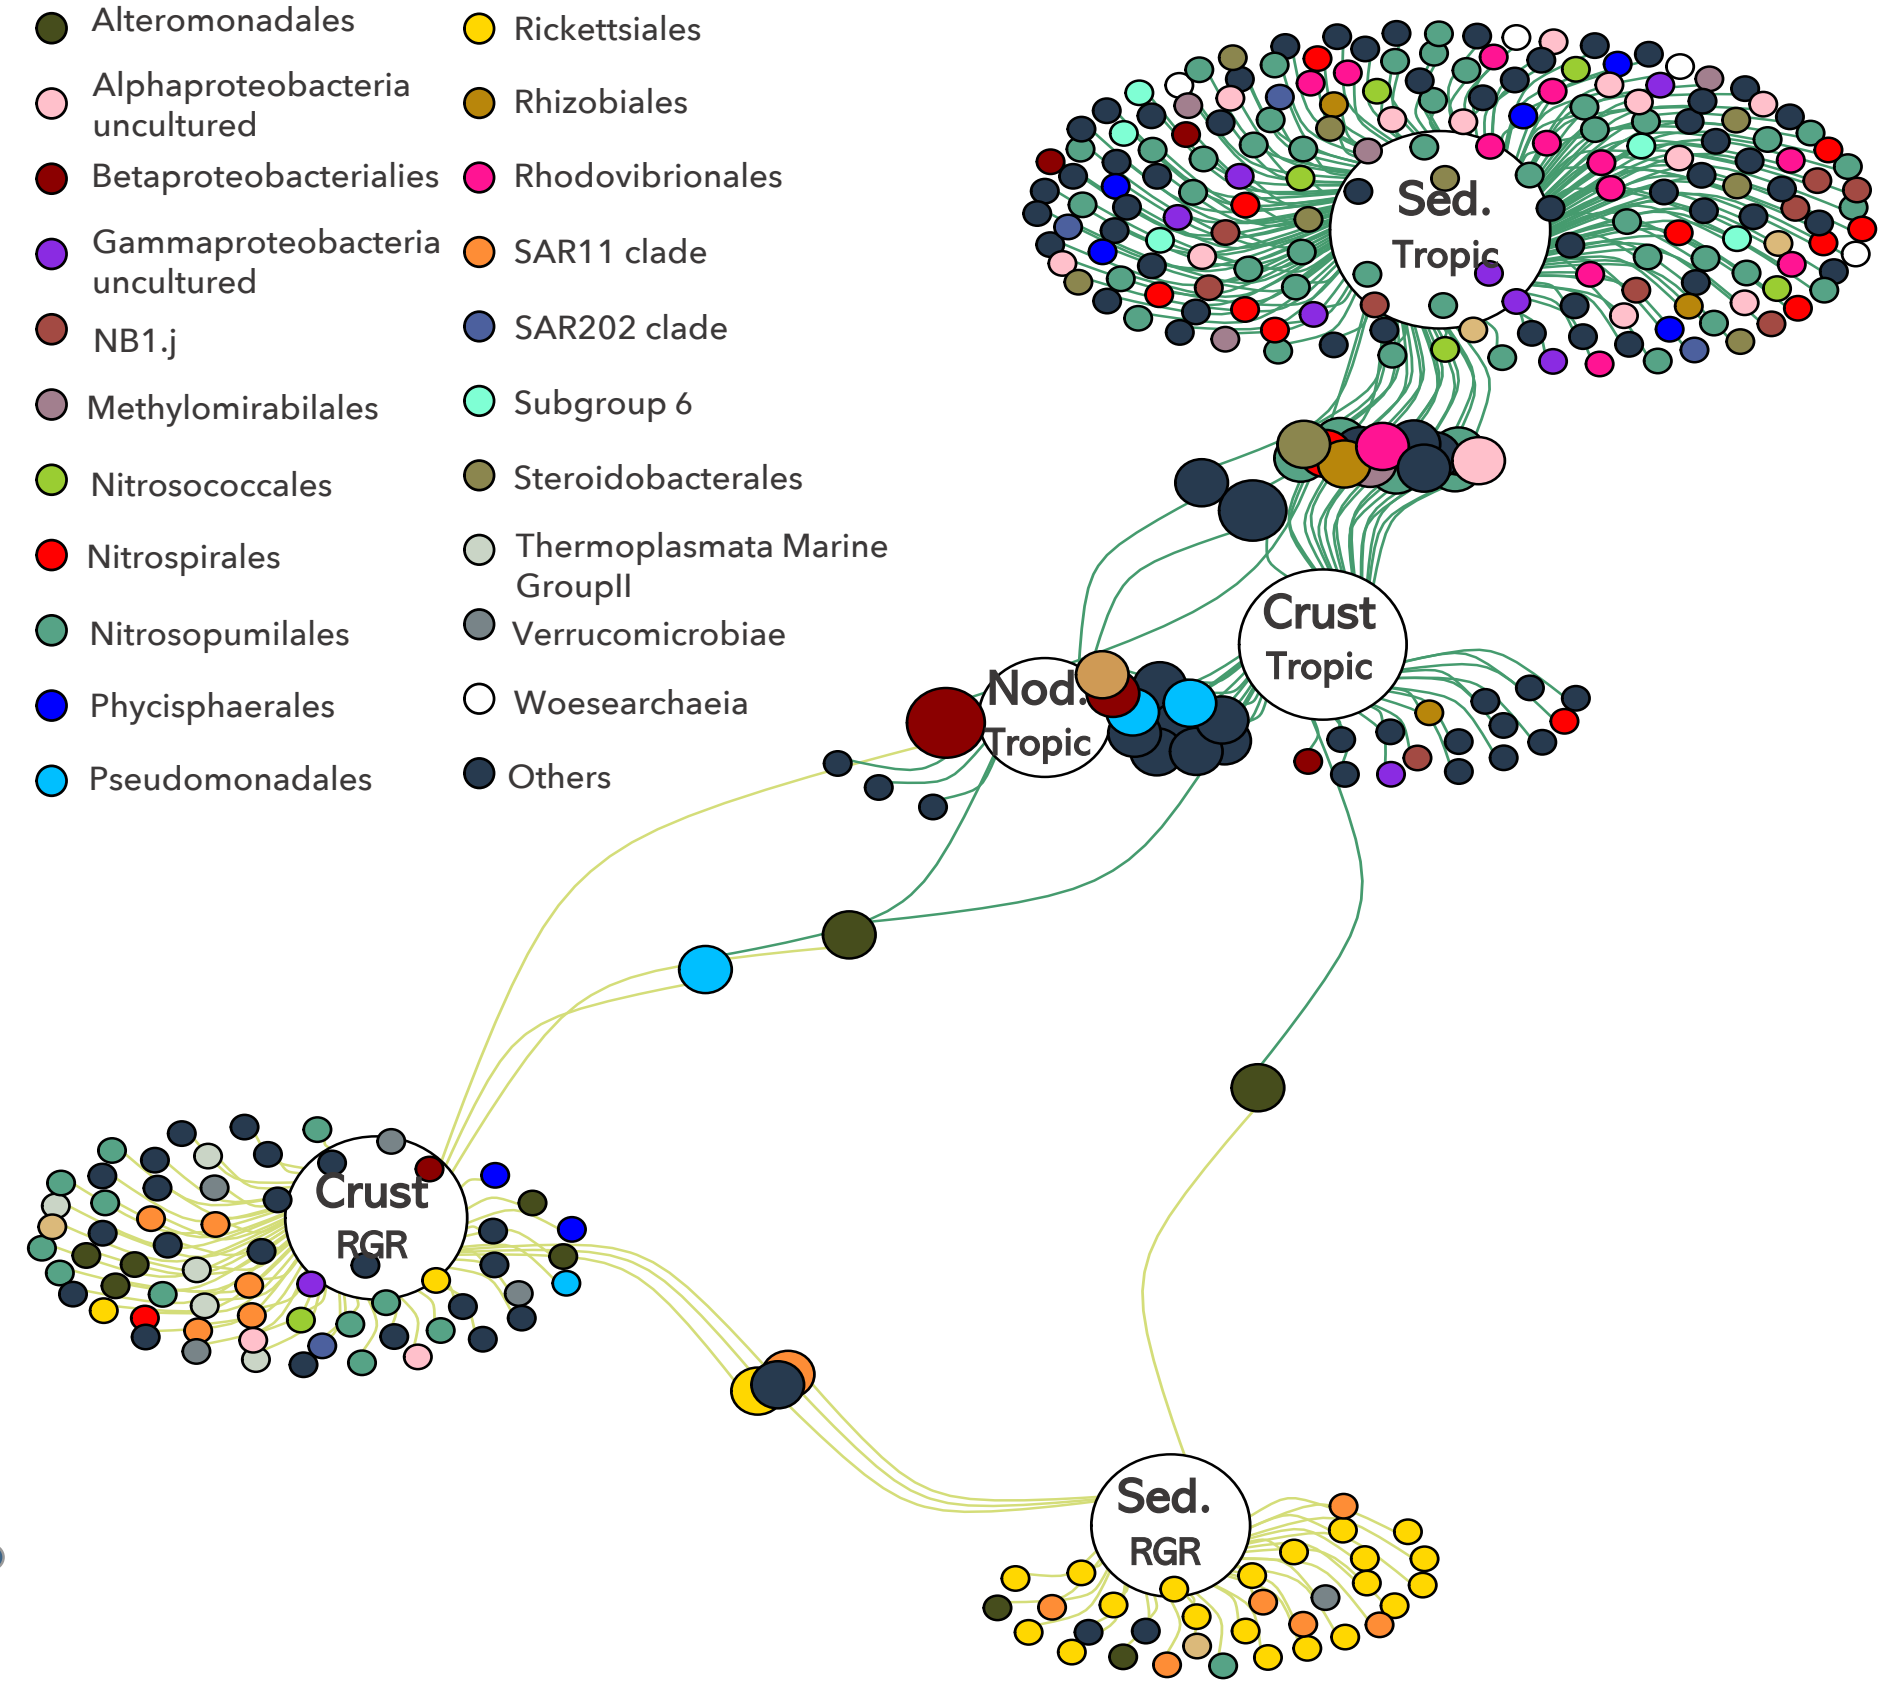 Alteromonadales
Alphaproteobacteria
uncultured
Betaproteobacterialies
Gammaproteobacteria
uncultured
NB1.j
Methylomirabilales
Nitrosococcales
Nitrospirales
Nitrosopumilales
Phycisphaerales
Pseudomonadales
Rickettsiales
Rhizobiales
Rhodovibrionales
SAR11 clade
SAR202 clade
Subgroup 6
Steroidobacterales
Thermoplasmata Marine
GroupII
Verrucomicrobiae
Woesearchaeia
Others
Sed.
Tropic
Crust
Tropic
Nod.
Tropic
Crust
RGR
Sed.
RGR